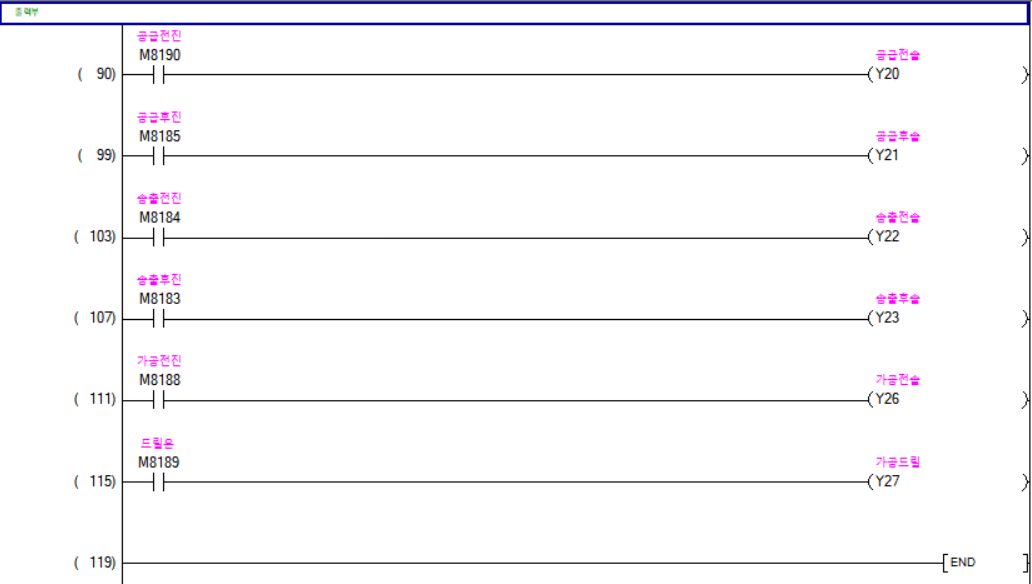 출력부
공급전진
M8190
공급전솔
( 90)
(Y20 )
공급후진
M8185
공급후솔
( 99)
(Y21 )
송출전진
M8184
송출전솔
( 103)
(Y22 )
송출후진
M8183
송출후솔
( 107)
(Y23 )
가공전진
M8188
가공전솔
( 111)
(Y26 )
드릴온
M8189
가공드릴
( 115)
(Y27 )
( 119)
[END ]